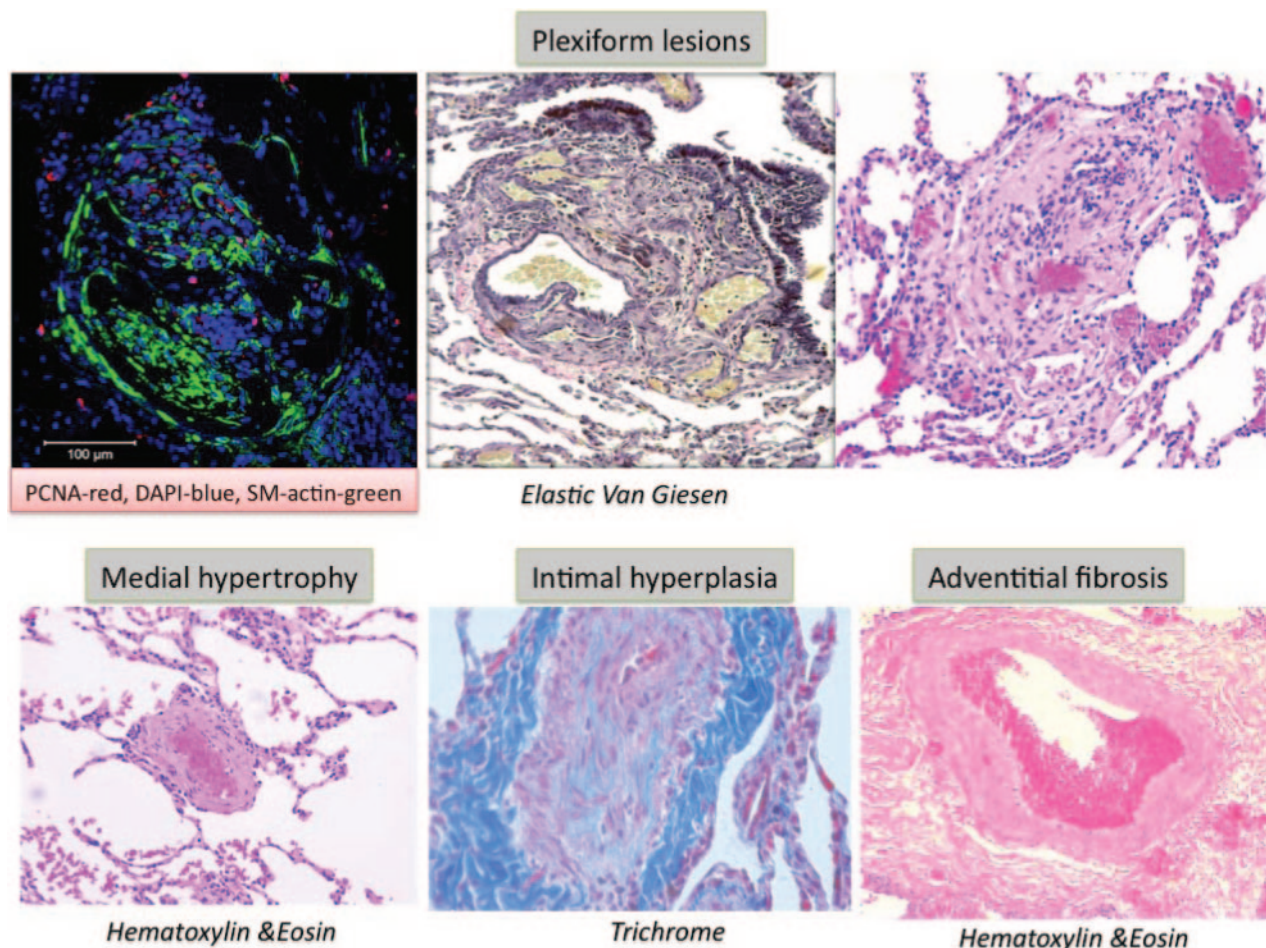 Plexiform lesions
100 µm
PCNA-red, DAPI-blue, SM-actin-green
Elastic Van Giesen
Medial hypertrophy
Intimal hyperplasia
Adventitial fibrosis
Hematoxylin &Eosin
Trichrome
Hematoxylin &Eosin